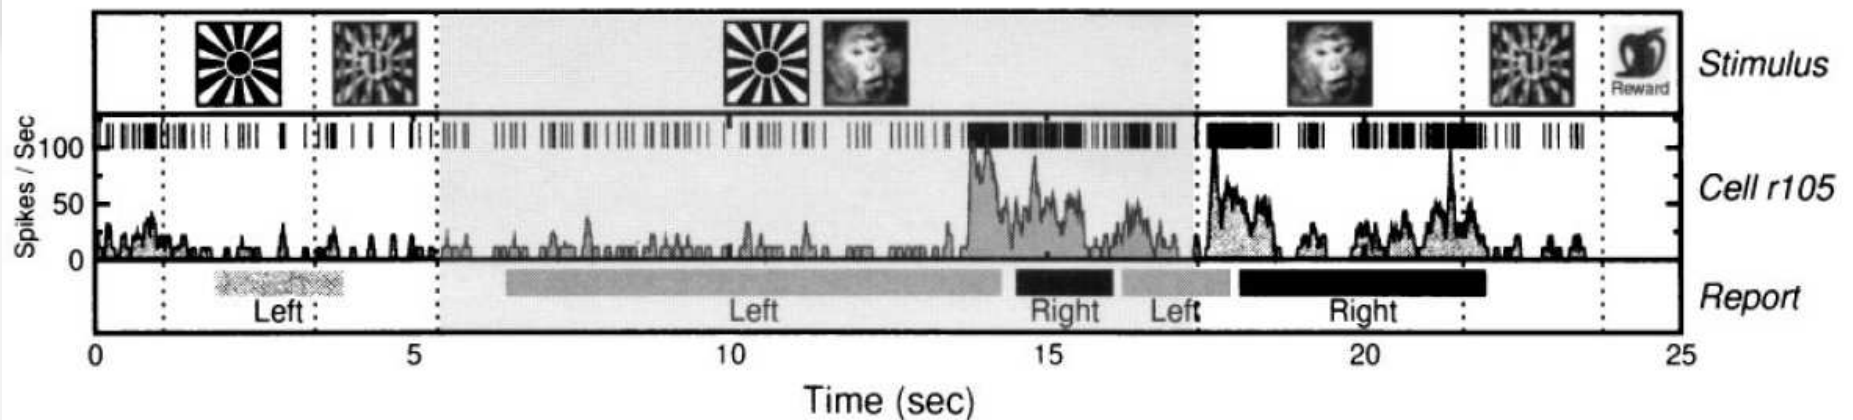 Stimulus
Reward
Spikes / Sec
100
50
0
Cell r105
Left
Left
Right
Left
Right
Report
0
5
10
15
20
25
Time (sec)